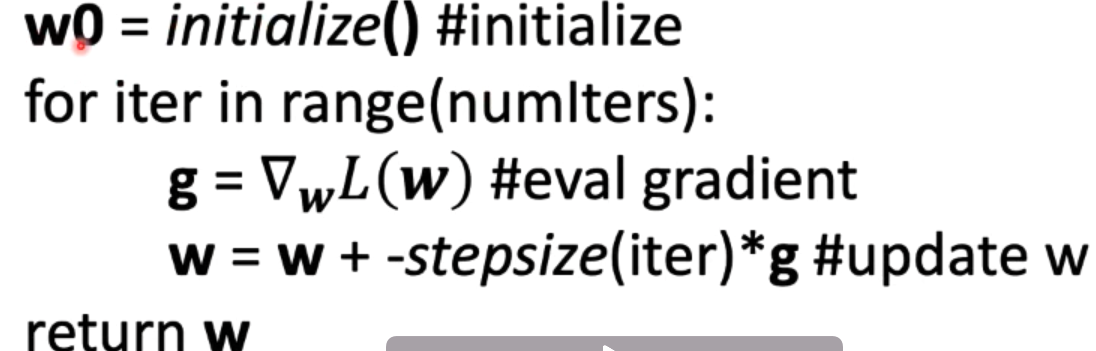 w0 = initialize() #initialize
for iter in range(numIters):
g = ∇wL(w) #eval gradient
w = w + -stepsize(iter)*g #update w
return w